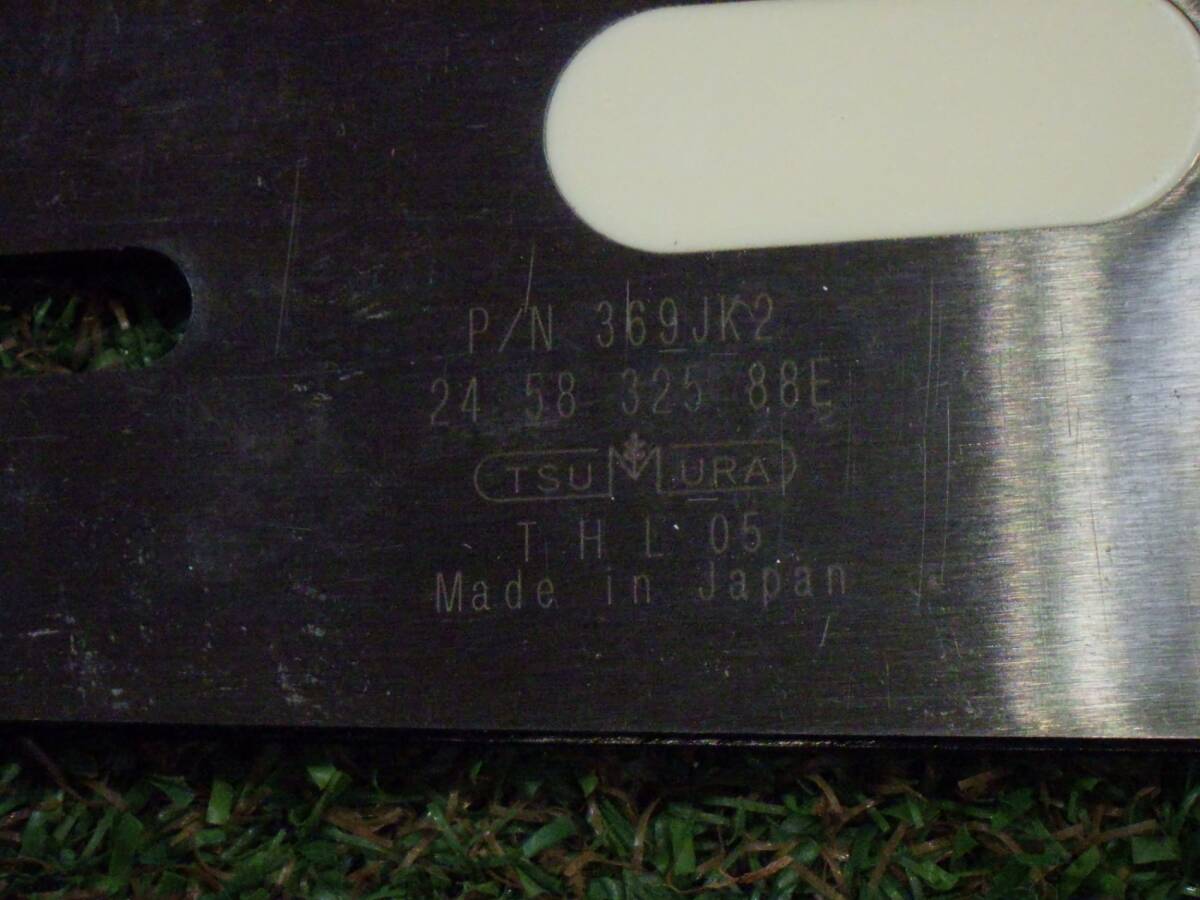 P/N 369JK2
24 58 325 88E
TSUMURA
T H L 05
Made in Japan